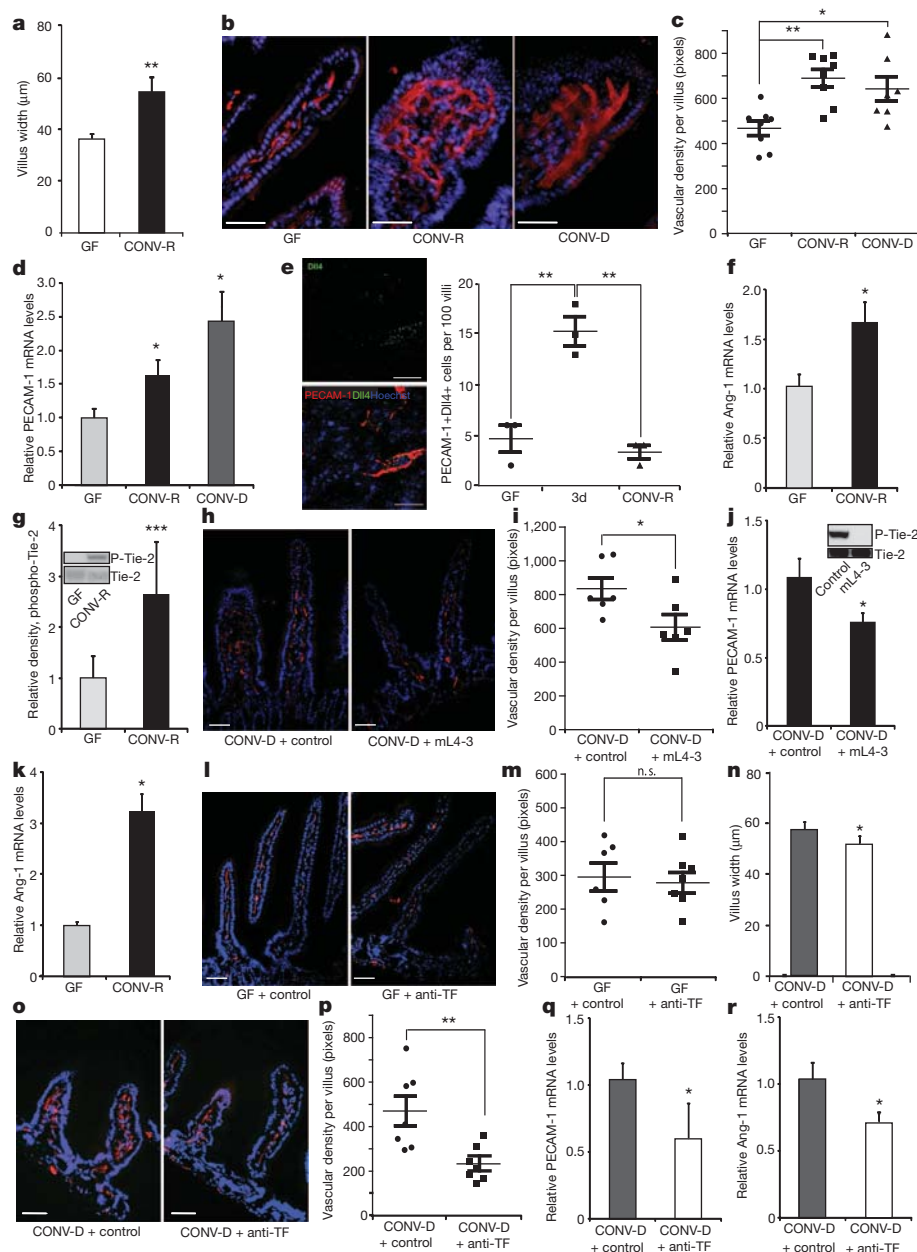 a
Villus width (µm)
80
60
40
20
0
**
GF
CONV-R
b
GF
CONV-R
CONV-D
c
Vascular density per villus (pixels)
800
600
400
200
0
*
**
GF
CONV-R
CONV-D
d
Relative PECAM-1 mRNA levels
3.0
2.5
2.0
1.5
1.0
0.5
0
*
*
GF
CONV-R
CONV-D
e
Dll4
PECAM-1Dll4Hoechst
PECAM-1+Dll4+ cells per 100 villi
20
15
10
5
0
**
**
GF
3d
CONV-R
f
Relative Ang-1 mRNA levels
2.0
1.5
1.0
0.5
0
*
GF
CONV-R
g
Relative density, phospho-Tie-2
4
3
2
1
0
***
P-Tie-2
Tie-2
GF
CONV-R
GF
CONV-R
h
CONV-D + control
CONV-D + mL4-3
i
Vascular density per villus (pixels)
1,000
800
600
400
200
0
*
CONV-D
+ control
CONV-D
+ mL4-3
j
Relative PECAM-1 mRNA levels
1.5
1.0
0.5
0
P-Tie-2
Tie-2
Control
mL4-3
*
CONV-D
+ control
CONV-D
+ mL4-3
k
Relative Ang-1 mRNA levels
4
3
2
1
0
*
GF
CONV-R
l
GF + control
GF + anti-TF
m
Vascular density per villus (pixels)
600
500
400
300
200
100
0
n.s.
GF
+ control
GF
+ anti-TF
n
Villus width (µm)
80
60
40
20
0
*
CONV-D
+ control
CONV-D
+ anti-TF
o
CONV-D + control
CONV-D + anti-TF
p
Vascular density per villus (pixels)
800
600
400
200
0
**
CONV-D
+ control
CONV-D
+ anti-TF
q
Relative PECAM-1 mRNA levels
1.5
1.0
0.5
0
*
CONV-D
+ control
CONV-D
+ anti-TF
r
Relative Ang-1 mRNA levels
1.5
1.0
0.5
0
*
CONV-D
+ control
CONV-D
+ anti-TF